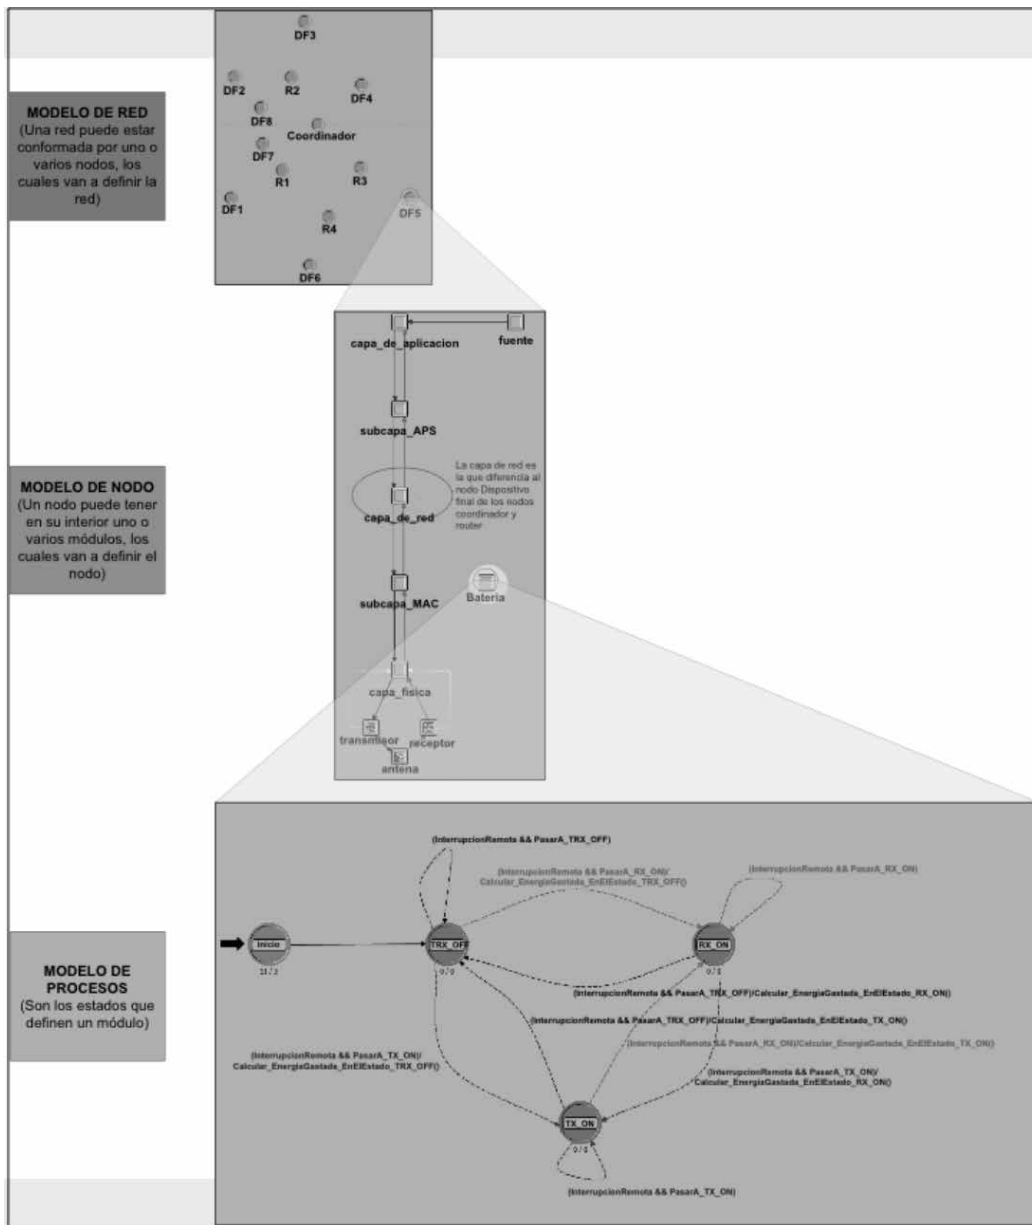 DF3
DF2
R2
DF4
DF8
Coordinador
DF7
R1
R3
DF1
DF5
R4
DF6
MODELO DE RED
(Una red puede estar
conformada por uno o
varios nodos, los
cuales van a definir la
red)
capa_de_aplicacion
fuente
subcapa_APS
La capa de red es
la que diferencia al
nodo Dispositivo
final de los nodos
coordinador y
router
capa_de_red
MODELO DE NODO
(Un nodo puede tener
en su interior uno o
varios módulos, los
cuales van a definir el
nodo)
Bateria
subcapa_MAC
capa_fisica
transmisor
receptor
antena
(InterrupcionRemota && PasarA_TRX_OFF)
(InterrupcionRemota && PasarA_RX_ON)/
Calcular_EnergiaGastada_EnElEstado_TRX_OFF()
(InterrupcionRemota && PasarA_RX_ON)
Inicio
TRX_OFF
0 / 0
RX_ON
0 / 0
MODELO DE
PROCESOS
(Son los estados que
definen un módulo)
(InterrupcionRemota && PasarA_TRX_OFF)/Calcular_EnergiaGastada_EnElEstado_RX_ON()
(InterrupcionRemota && PasarA_TRX_OFF)/Calcular_EnergiaGastada_EnElEstado_TX_ON()
(InterrupcionRemota && PasarA_RX_ON)/Calcular_EnergiaGastada_EnElEstado_TX_ON()
(InterrupcionRemota && PasarA_TX_ON)/
Calcular_EnergiaGastada_EnElEstado_TRX_OFF()
(InterrupcionRemota && PasarA_TX_ON)/
Calcular_EnergiaGastada_EnElEstado_RX_ON()
TX_ON
0 / 0
(InterrupcionRemota && PasarA_TX_ON)